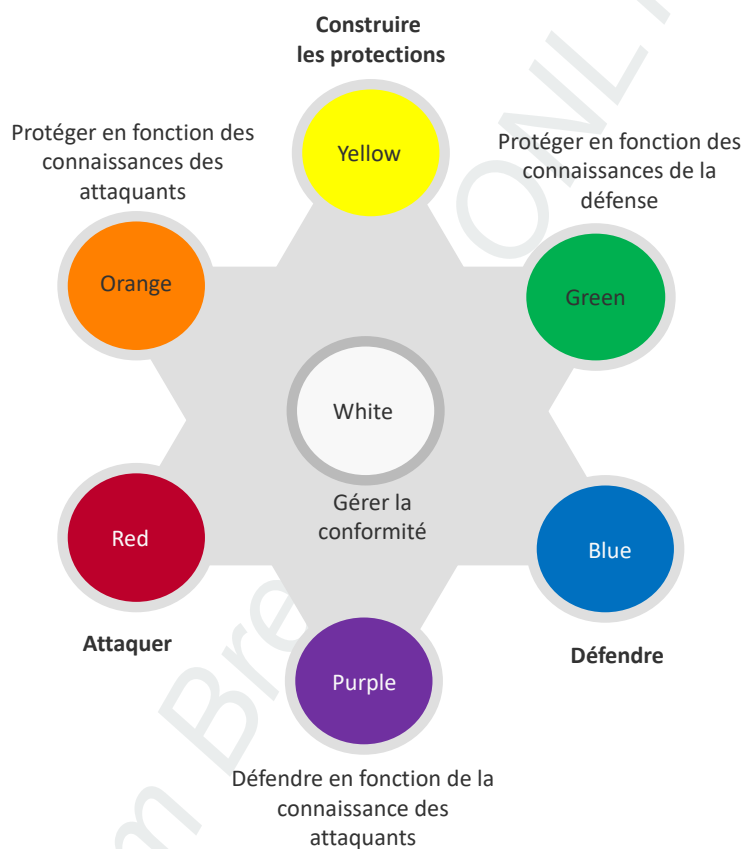 Construire
les protections
Yellow
Protéger en fonction des
connaissances des
attaquants
Protéger en fonction des
connaissances de la
défense
Orange
Green
White
Gérer la
conformité
Red
Blue
Attaquer
Défendre
Purple
Défendre en fonction de la
connaissance des
attaquants